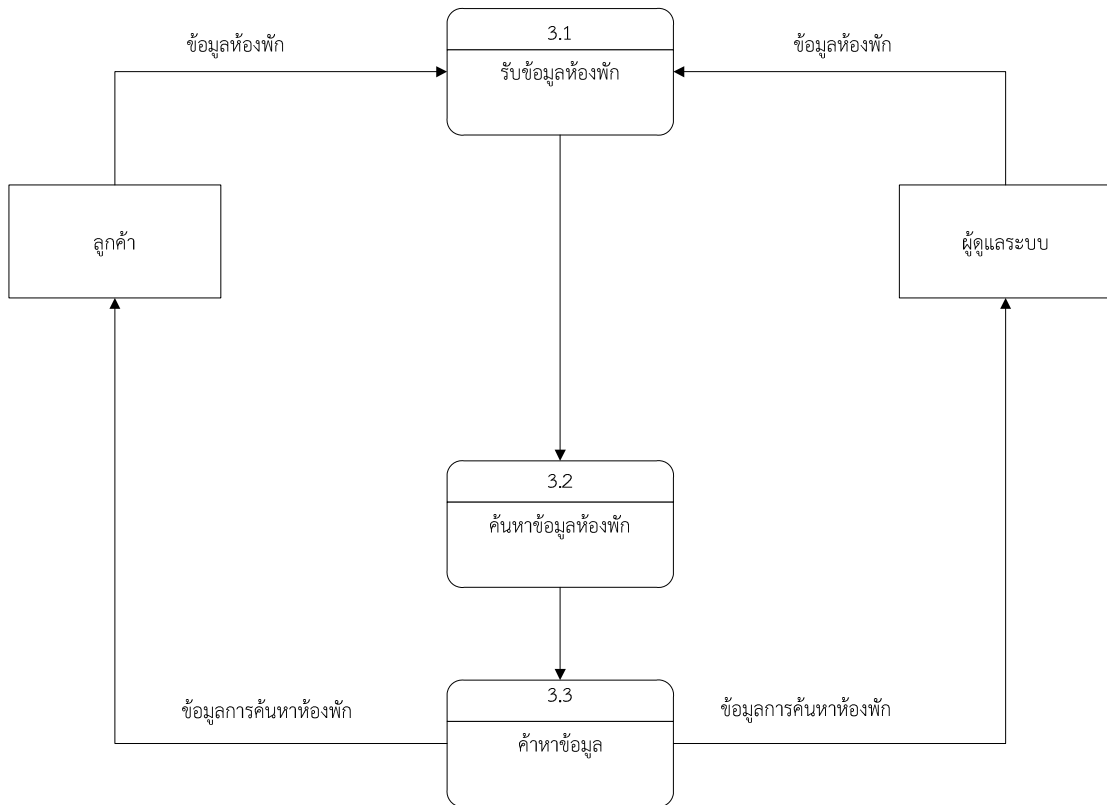 3.1
ข้อมูลห้องพัก
ข้อมูลห้องพัก
รับข้อมูลห้องพัก
ลูกค้า
ผู้ดูแลระบบ
3.2
ค้นหาข้อมูลห้องพัก
3.3
ข้อมูลการค้นหาห้องพัก
ข้อมูลการค้นหาห้องพัก
ค้าหาข้อมูล